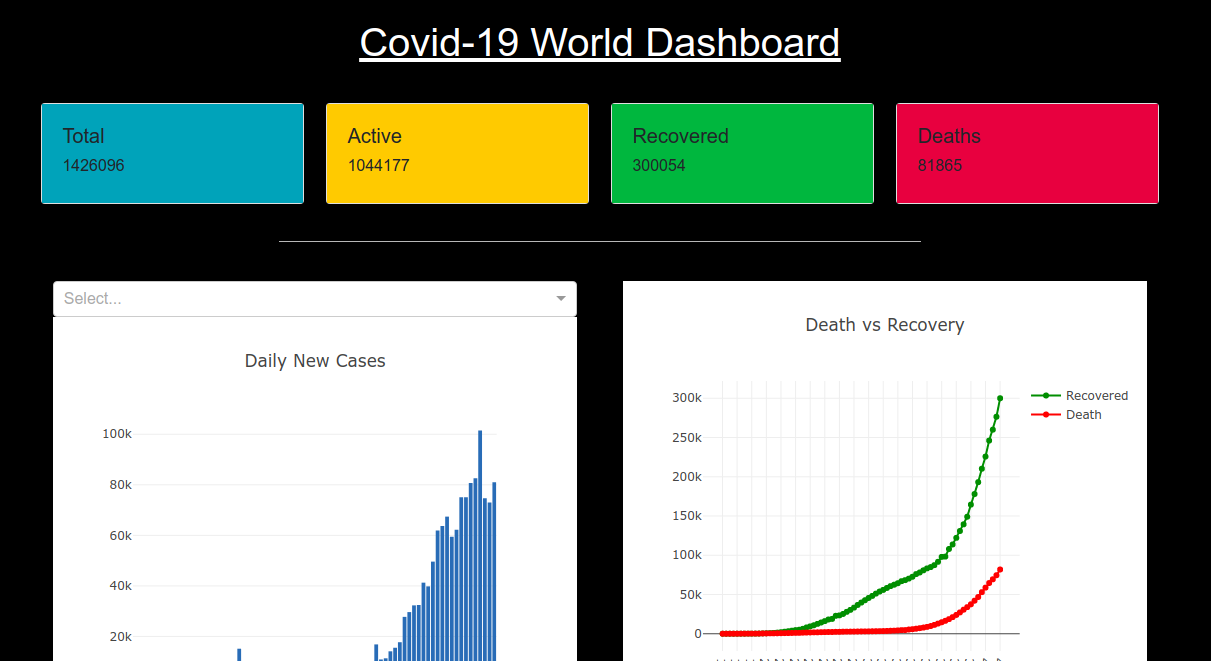 Covid-19 World Dashboard
Total
1426096
Active
1044177
Recovered
300054
Deaths
81865
Select...
Daily New Cases
100k
80k
60k
40k
20k
Death vs Recovery
300k
250k
200k
150k
100k
50k
0
Recovered
Death